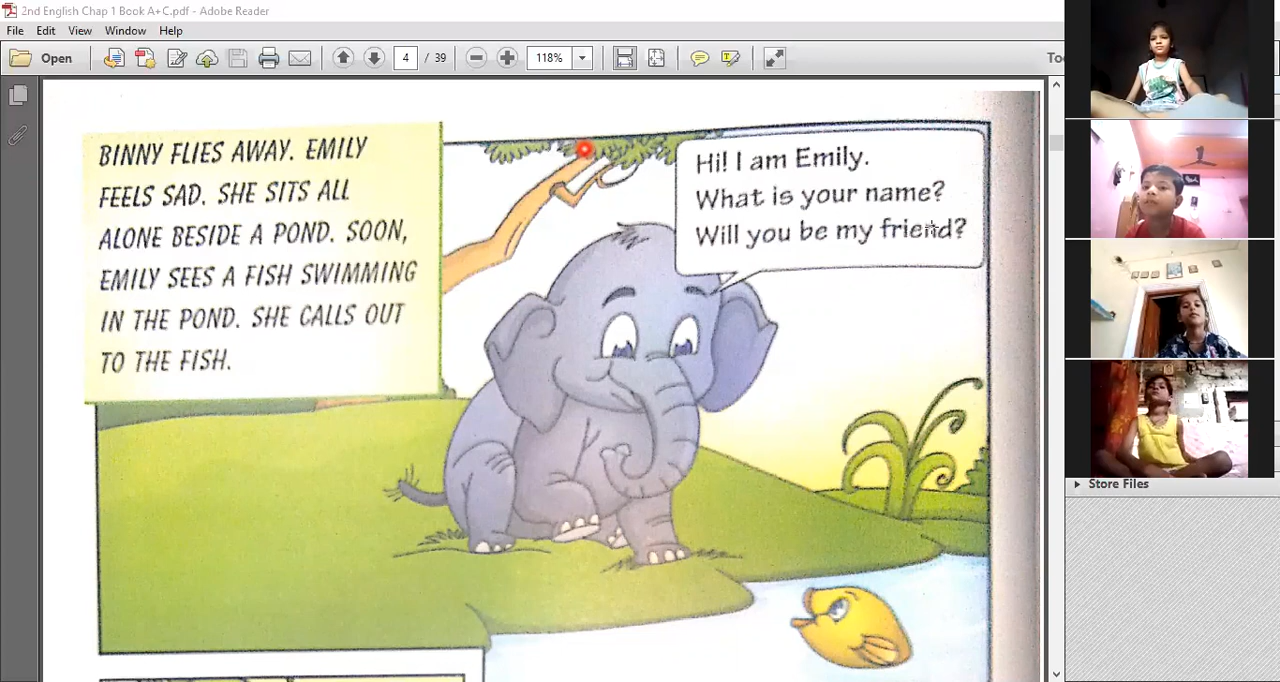 2nd English Chap 1 Book A+C.pdf - Adobe Reader
File Edit View Window Help
Open 4 / 39 118% To
BINNY FLIES AWAY. EMILY
FEELS SAD. SHE SITS ALL
ALONE BESIDE A POND. SOON,
EMILY SEES A FISH SWIMMING
IN THE POND. SHE CALLS OUT
TO THE FISH.
Hi! I am Emily.
What is your name?
Will you be my friend?
Store Files